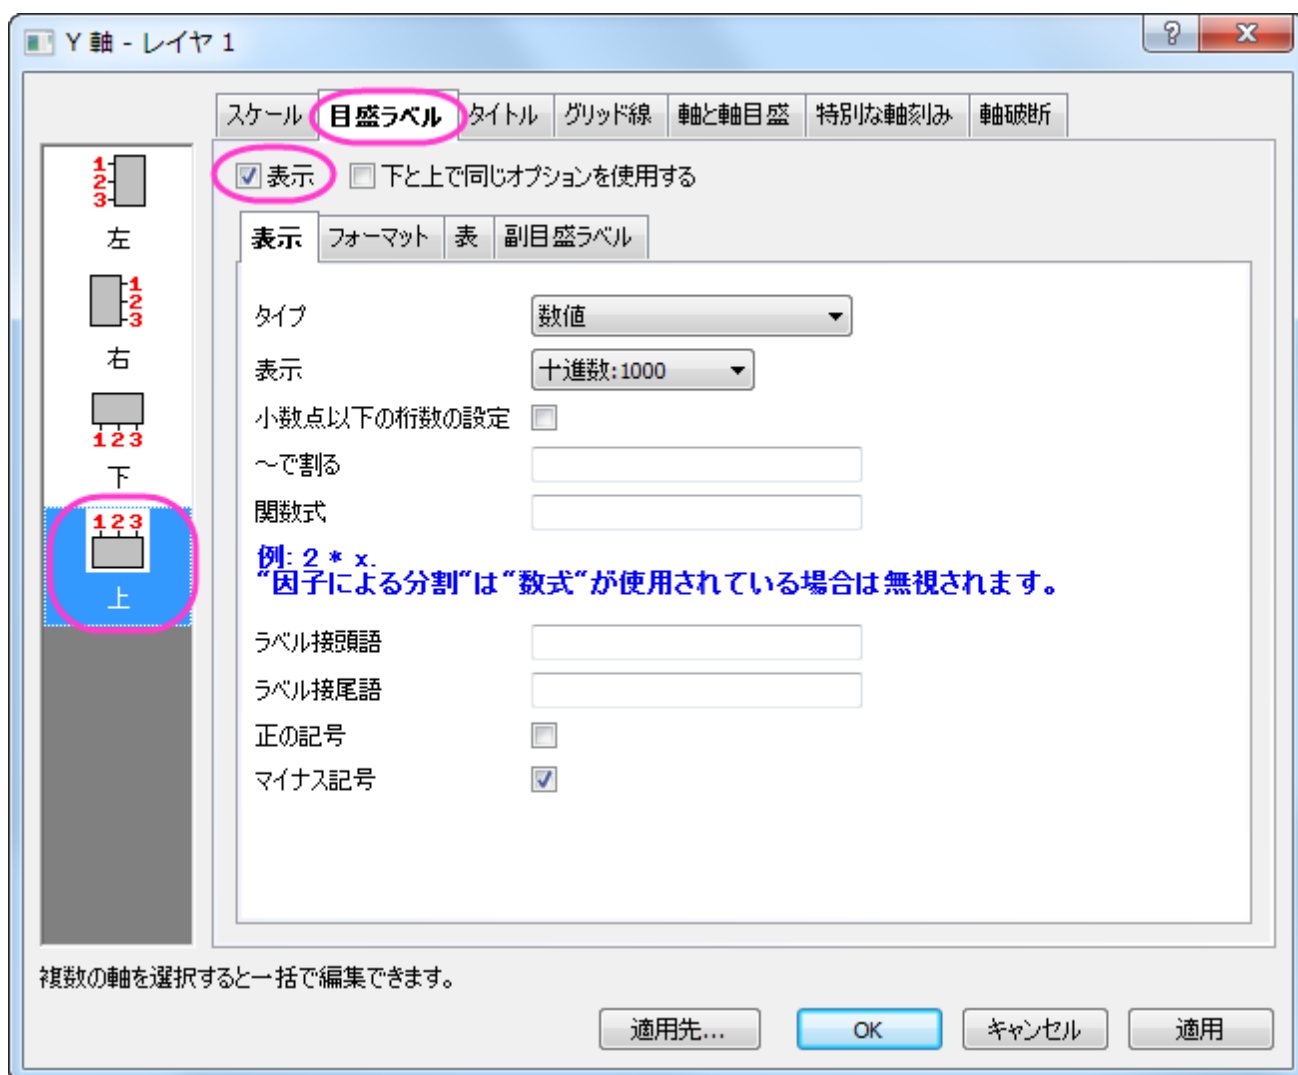 Y 軸 - レイヤ 1
?
スケール 目盛ラベル タイトル グリッド線 軸と軸目盛 特別な軸刻み 軸破断
表示 下と上で同じオプションを使用する
1
2
3
左
1
2
3
右
1 2 3
下
1 2 3
上
表示 フォーマット 表 副目盛ラベル
タイプ 数値
表示 十進数:1000
小数点以下の桁数の設定
～で割る
関数式
例: 2 * x.
“因子による分割“は“数式“が使用されている場合は無視されます。
ラベル接頭語
ラベル接尾語
正の記号
マイナス記号
複数の軸を選択すると一括で編集できます。
適用先... OK キャンセル 適用